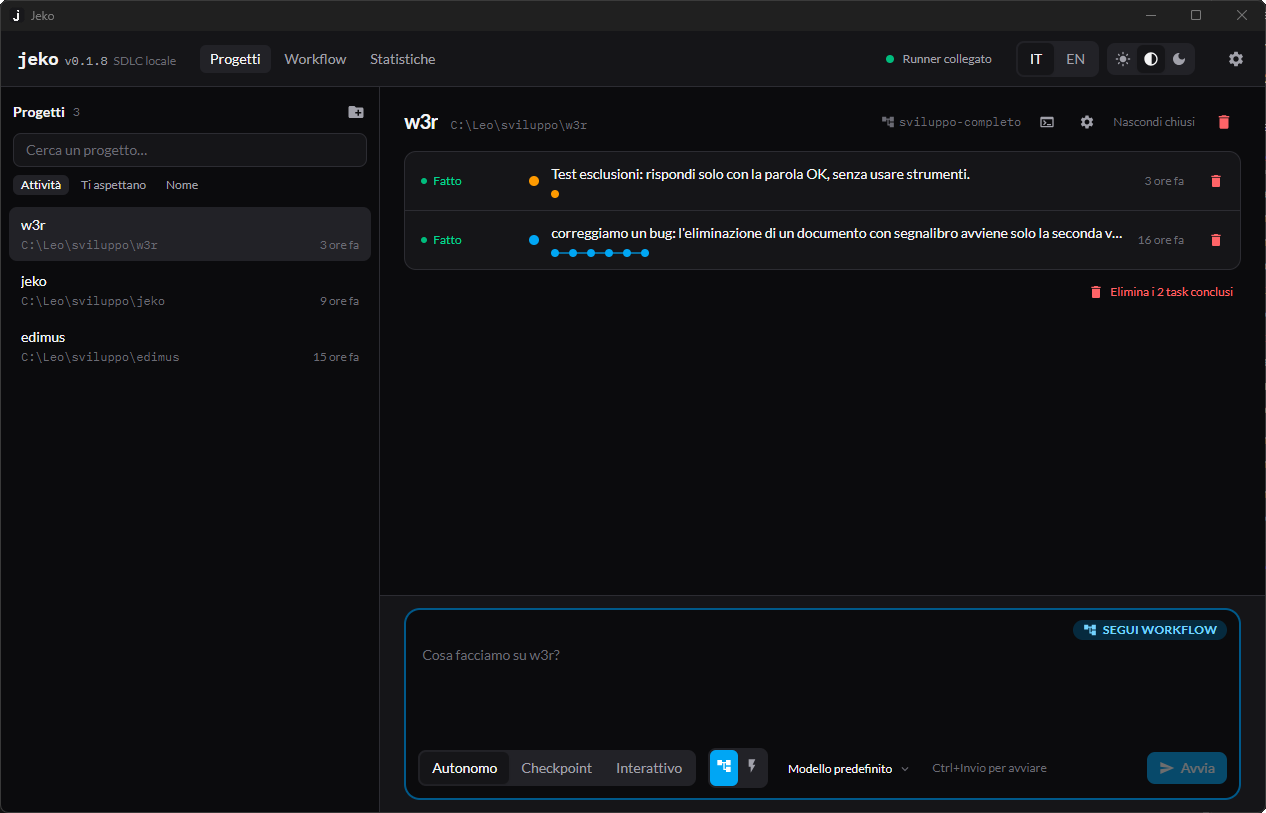 j Jeko
jeko v0.1.8 SDLC locale Progetti Workflow Statistiche Runner collegato IT EN
Progetti 3
Cerca un progetto...
Attività Ti aspettano Nome
w3r
C:\Leo\sviluppo\w3r 3 ore fa
jeko
C:\Leo\sviluppo\jeko 9 ore fa
edimus
C:\Leo\sviluppo\edimus 15 ore fa
w3r C:\Leo\sviluppo\w3r sviluppo-completo Nascondi chiusi
Fatto Test esclusioni: rispondi solo con la parola OK, senza usare strumenti. 3 ore fa
Fatto correggiamo un bug: l'eliminazione di un documento con segnalibro avviene solo la seconda v... 16 ore fa
Elimina i 2 task conclusi
SEGUI WORKFLOW
Cosa facciamo su w3r?
Autonomo Checkpoint Interattivo Modello predefinito Ctrl+Invio per avviare Avvia